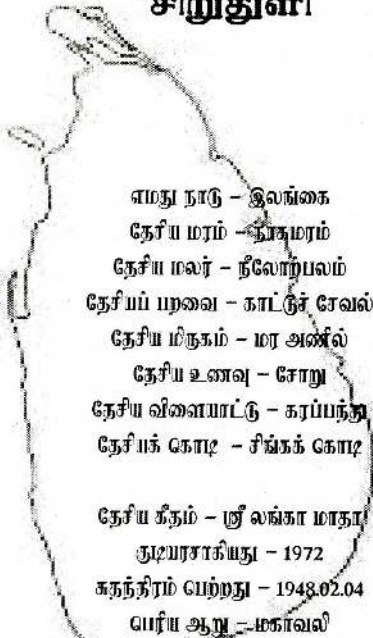 சிறுதுளி
எமது நாடு – இலங்கை
தேசிய மரம் – நாகமரம்
தேசிய மலர் – நீலோற்பலம்
தேசியப் பறவை – காட்டுச் சேவல்
தேசிய மிருகம் – மர அணில்
தேசிய உணவு – சோறு
தேசிய விளையாட்டு – கரப்பந்து
தேசியக் கொடி – சிங்கக் கொடி
தேசிய கீதம் – ஸ்ரீ லங்கா மாதா
குடியரசாகியது – 1972
சுதந்திரம் பெற்றது – 1948.02.04
பெரிய ஆறு – மகாவலி